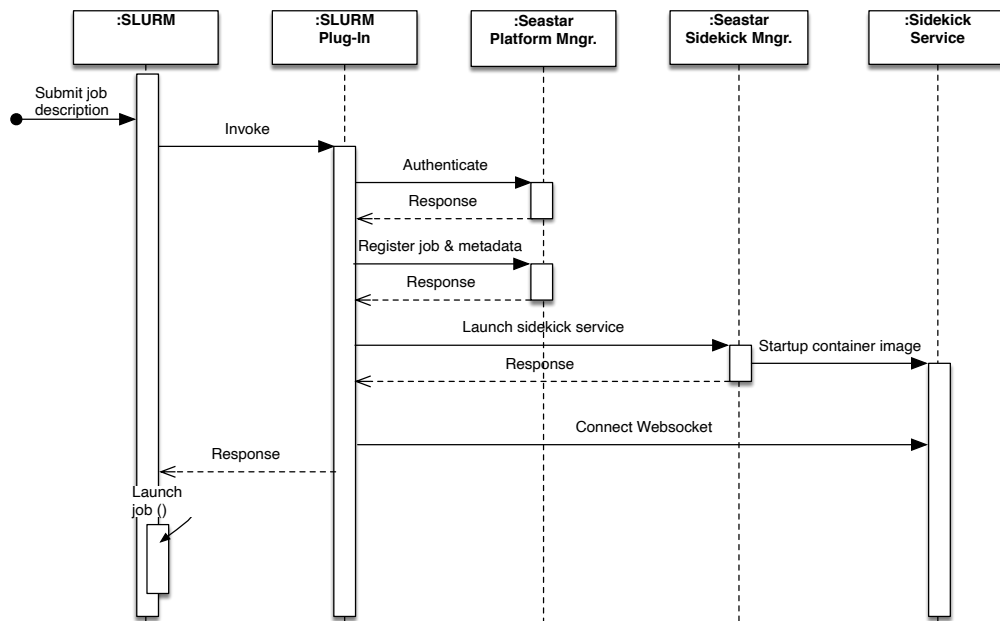 :SLURM
:SLURM
Plug-In
:Seastar
Platform Mngr.
:Seastar
Sidekick Mngr.
:Sidekick
Service
Submit job
description
Invoke
Authenticate
Response
Register job & metadata
Response
Launch sidekick service
Startup container image
Response
Connect Websocket
Response
Launch
job ()